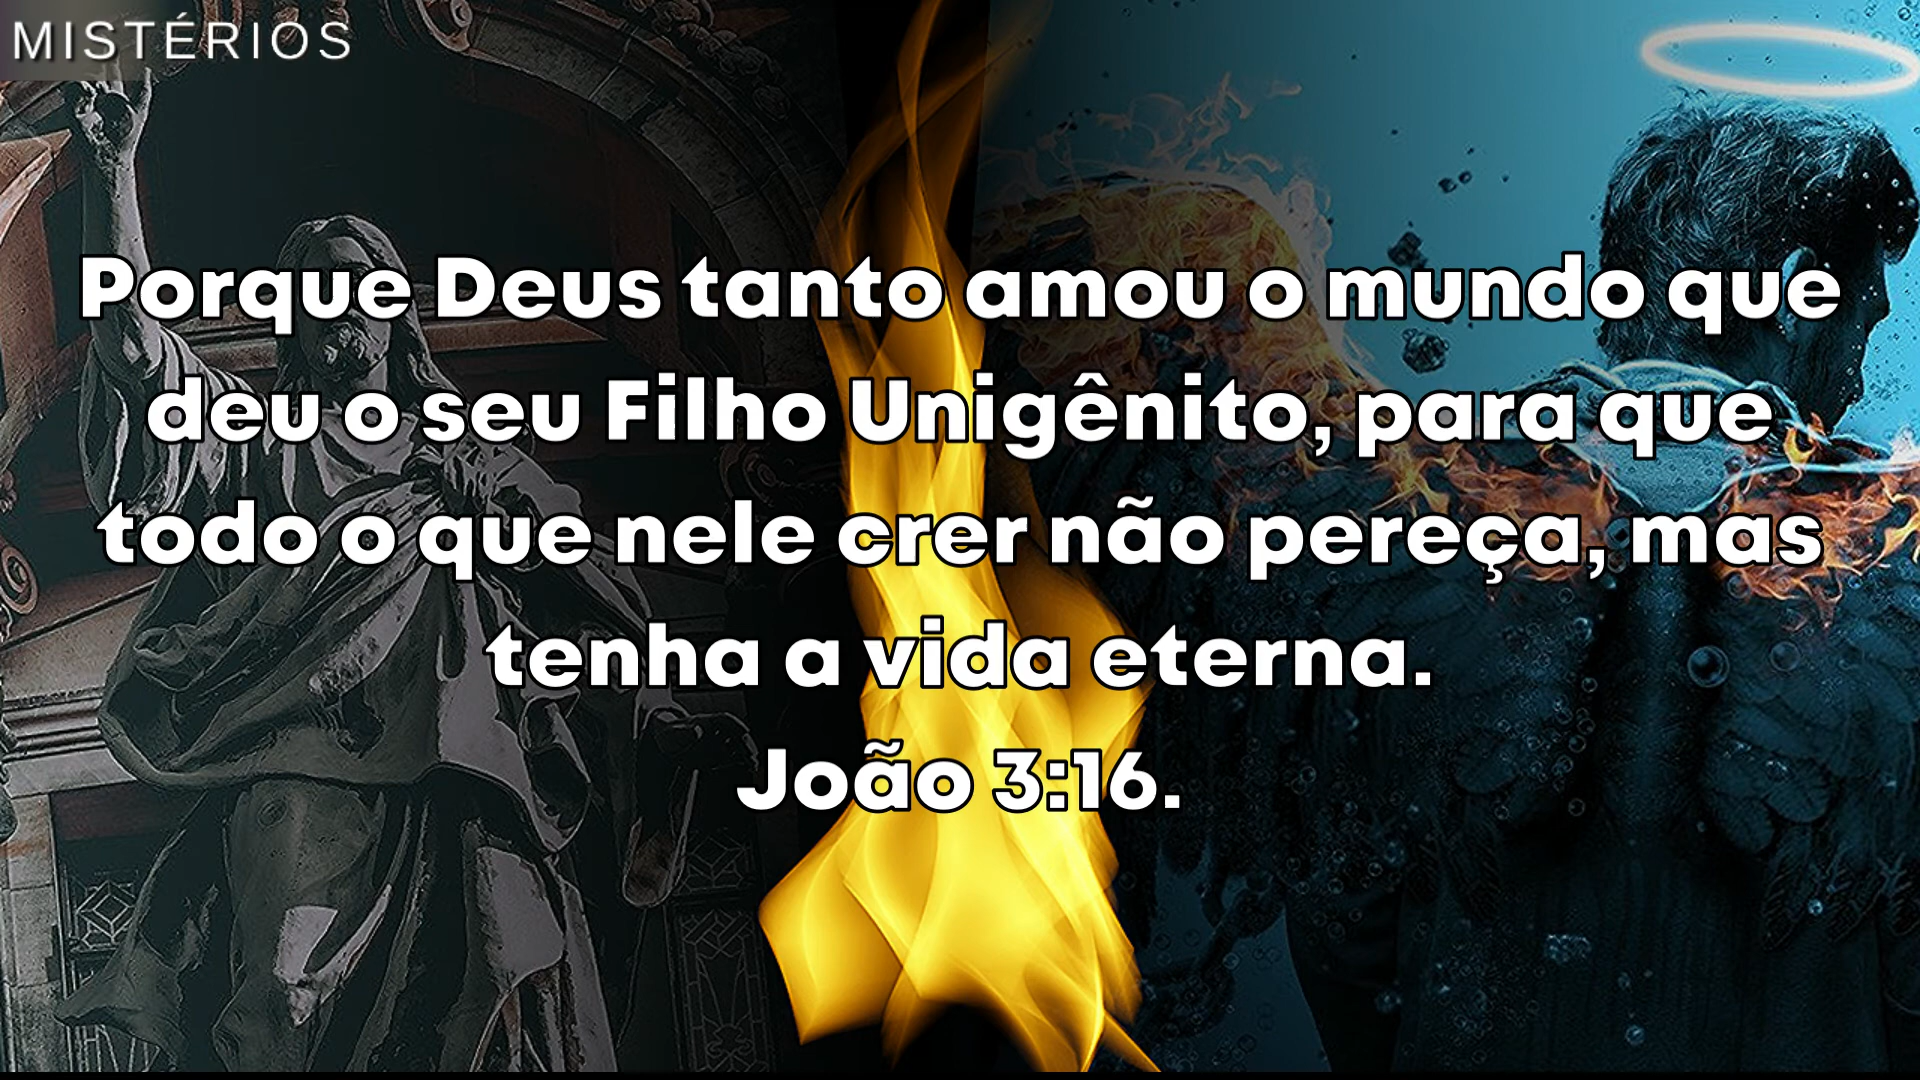 MISTÉRIOS
Porque Deus tanto amou o mundo que
deu o seu Filho Unigênito, para que
todo o que nele crer não pereça, mas
tenha a vida eterna.
João 3:16.